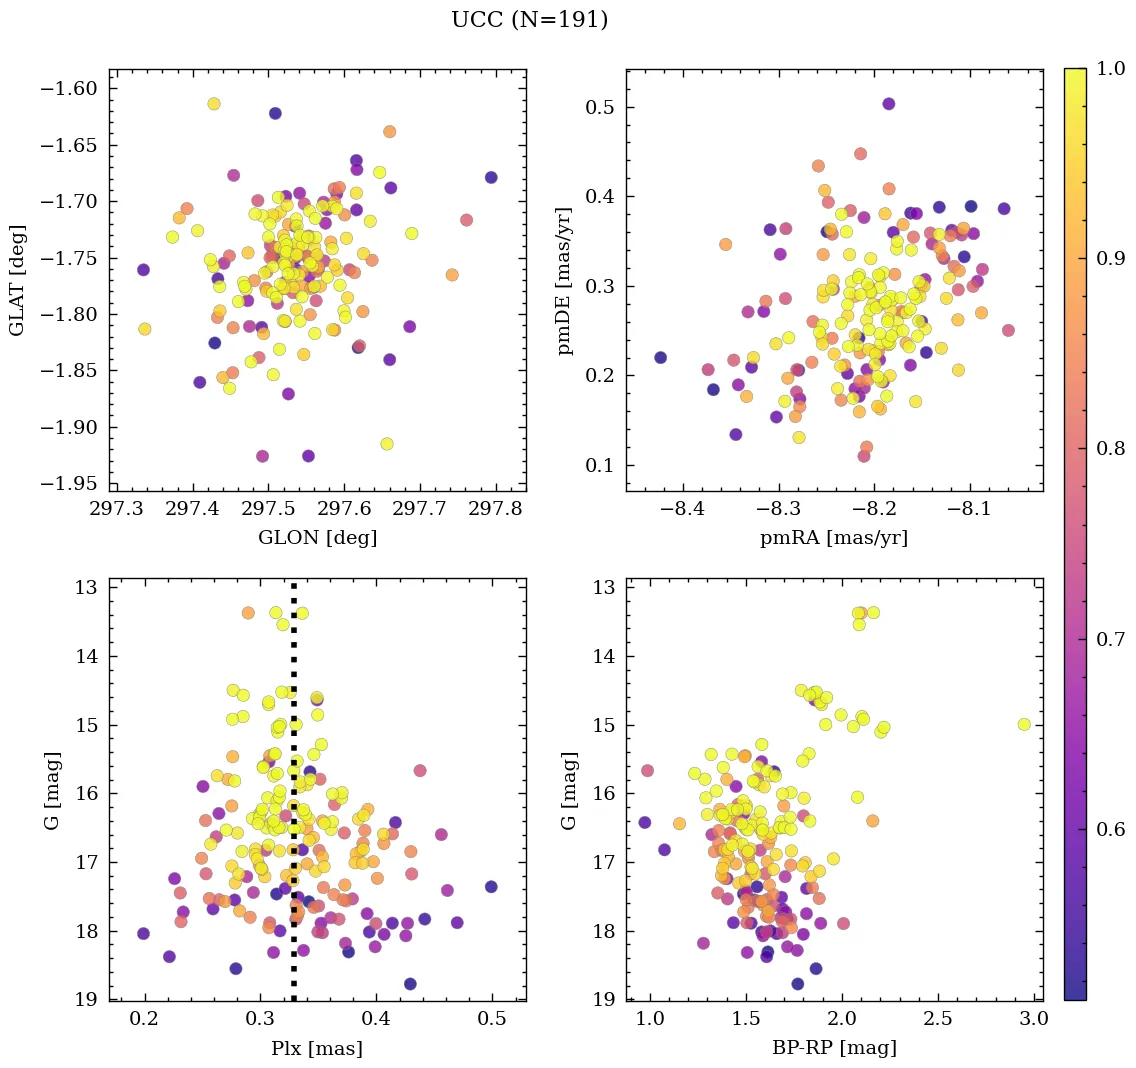 UCC (N=191)
−1.60
−1.65
−1.70
−1.75
−1.80
−1.85
−1.90
−1.95
GLAT [deg]
297.3 297.4 297.5 297.6 297.7 297.8
GLON [deg]
0.5
0.4
0.3
0.2
0.1
pmDE [mas/yr]
−8.4 −8.3 −8.2 −8.1
pmRA [mas/yr]
1.0
0.9
0.8
0.7
0.6
13
14
15
16
17
18
19
G [mag]
0.2 0.3 0.4 0.5
Plx [mas]
13
14
15
16
17
18
19
G [mag]
1.0 1.5 2.0 2.5 3.0
BP-RP [mag]